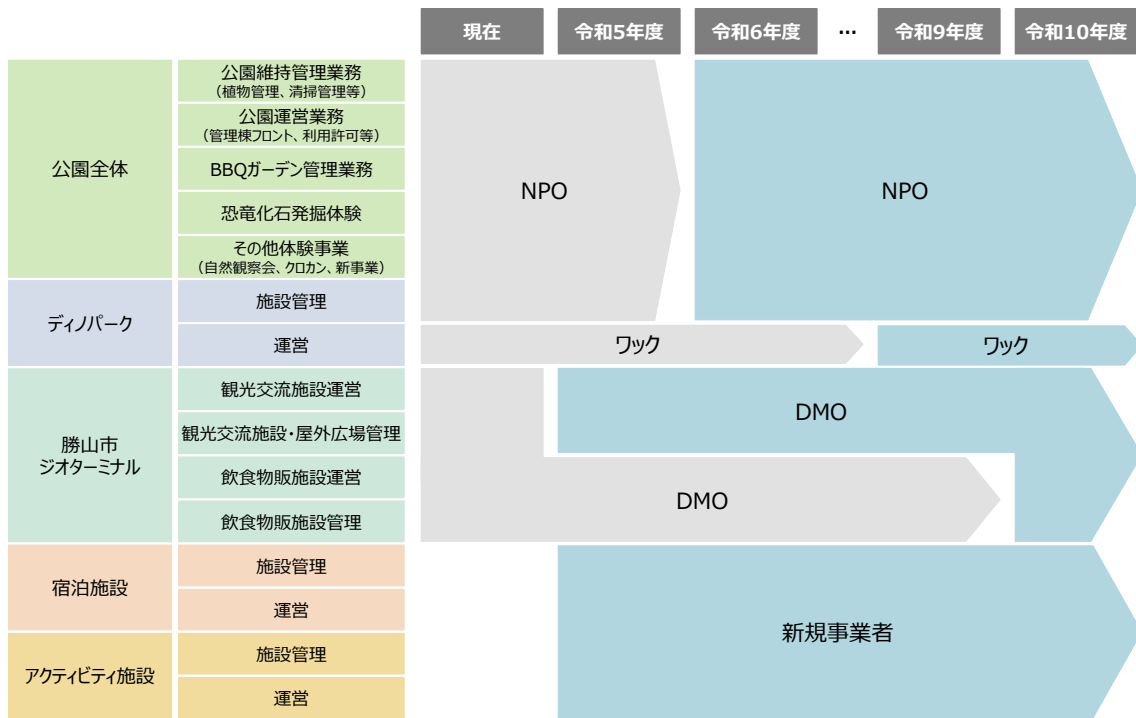 現在
令和5年度
令和6年度
…
令和9年度
令和10年度
公園全体
公園維持管理業務
(植物管理、清掃管理等)
公園運営業務
(管理棟フロント、利用許可等)
BBQガーデン管理業務
恐竜化石発掘体験
その他体験事業
(自然観察会、クロカン、新事業)
NPO
NPO
ディノパーク
施設管理
運営
ワック
ワック
勝山市
ジオターミナル
観光交流施設運営
観光交流施設・屋外広場管理
飲食物販施設運営
飲食物販施設管理
DMO
DMO
宿泊施設
施設管理
運営
アクティビティ施設
施設管理
運営
新規事業者